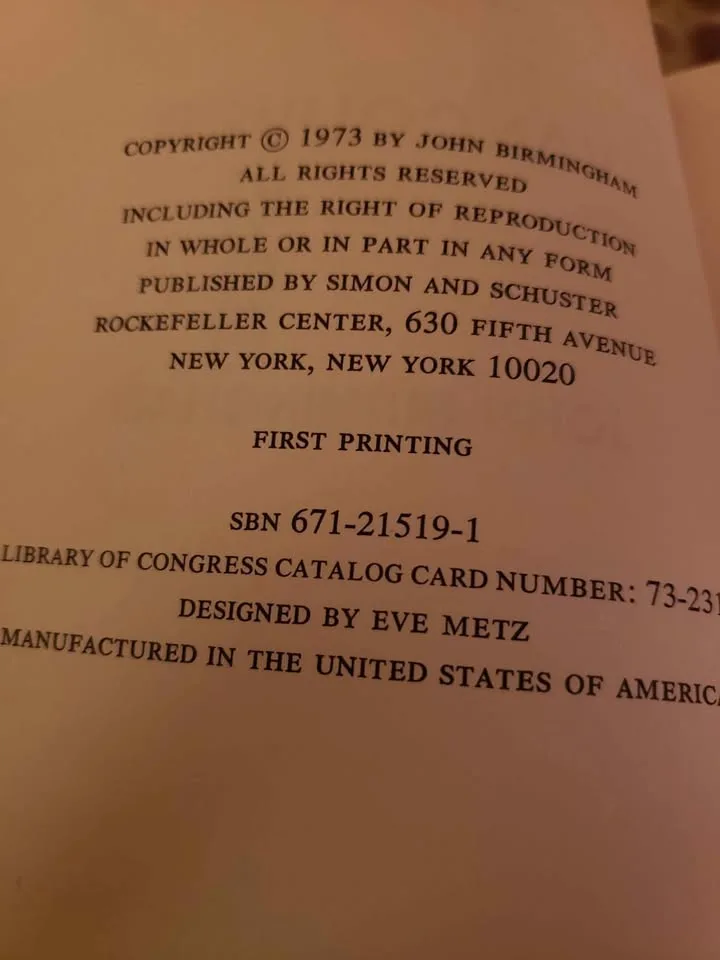 COPYRIGHT © 1973 BY JOHN BIRMINGHAM
ALL RIGHTS RESERVED
INCLUDING THE RIGHT OF REPRODUCTION
IN WHOLE OR IN PART IN ANY FORM
PUBLISHED BY SIMON AND SCHUSTER
ROCKEFELLER CENTER, 630 FIFTH AVENUE
NEW YORK, NEW YORK 10020
FIRST PRINTING
SBN 671-21519-1
LIBRARY OF CONGRESS CATALOG CARD NUMBER: 73-231
DESIGNED BY EVE METZ
MANUFACTURED IN THE UNITED STATES OF AMERICA